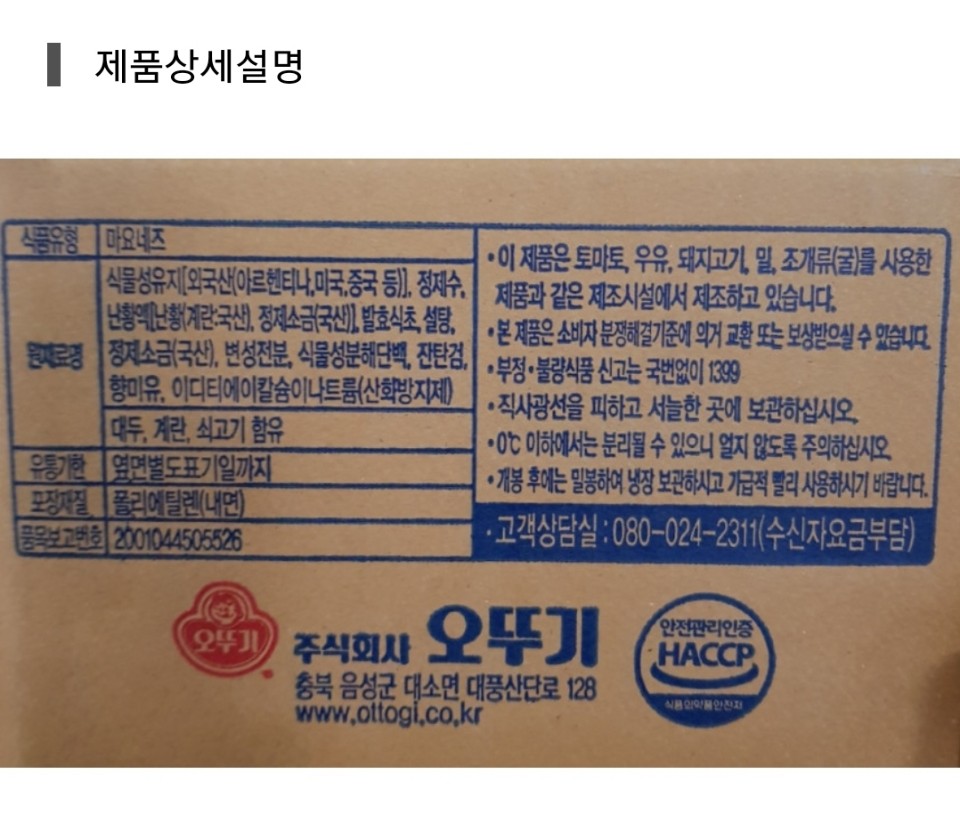 제품상세설명
식품유형
마요네즈
원재료명
식물성유지[외국산(아르헨티나,미국,중국 등)], 정제수,
난황액[난황(계란:국산), 정제소금(국산)], 발효식초, 설탕,
정제소금(국산), 변성전분, 식물성분해단백, 잔탄검,
향미유, 이디티에이칼슘이나트륨(산화방지제)
대두, 계란, 쇠고기 함유
유통기한
옆면별도표기일까지
포장재질
폴리에틸렌(내면)
품목보고번호
2001044505526
•이 제품은 토마토, 우유, 돼지고기, 밀, 조개류(굴)를 사용한
제품과 같은 제조시설에서 제조하고 있습니다.
•본 제품은 소비자 분쟁해결기준에 의거 교환 또는 보상받으실 수 있습니다.
•부정•불량식품 신고는 국번없이 1399
•직사광선을 피하고 서늘한 곳에 보관하십시오.
•0℃ 이하에서는 분리될 수 있으니 얼지 않도록 주의하십시오.
•개봉 후에는 밀봉하여 냉장 보관하시고 가급적 빨리 사용하시기 바랍니다.
·고객상담실 : 080-024-2311(수신자요금부담)
오뚜기
주식회사 오뚜기
충북 음성군 대소면 대풍산단로 128
www.ottogi.co.kr
안전관리인증
HACCP
식품의약품안전처